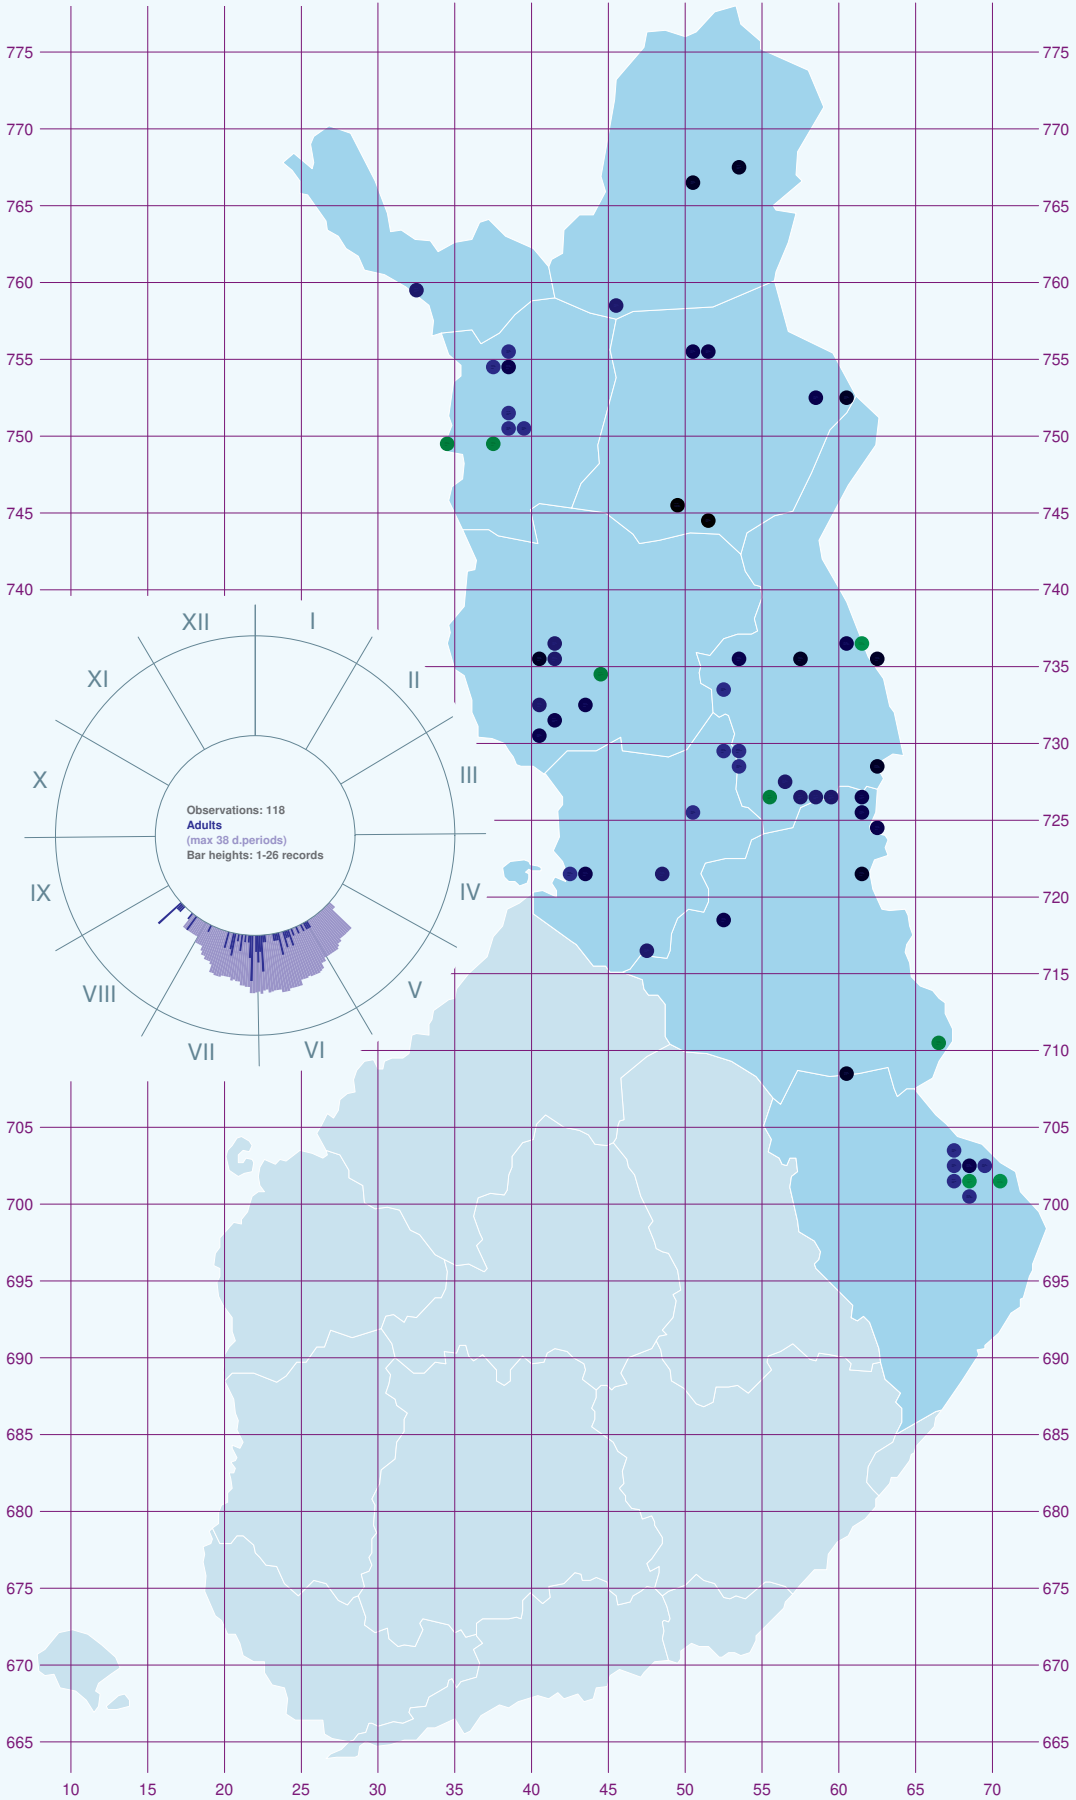 775 775
770 770
765 765
760 760
755 755
750 750
745 745
740 740
XII I
XI II
735 735
730 730
X III
Observations: 118
Adults
(max 38 d.periods)
Bar heights: 1-26 records
725 725
IX IV
720 720
715 715
VIII V
VII VI
710 710
705 705
700 700
695 695
690 690
685 685
680 680
675 675
670 670
665 665
10 15 20 25 30 35 40 45 50 55 60 65 70